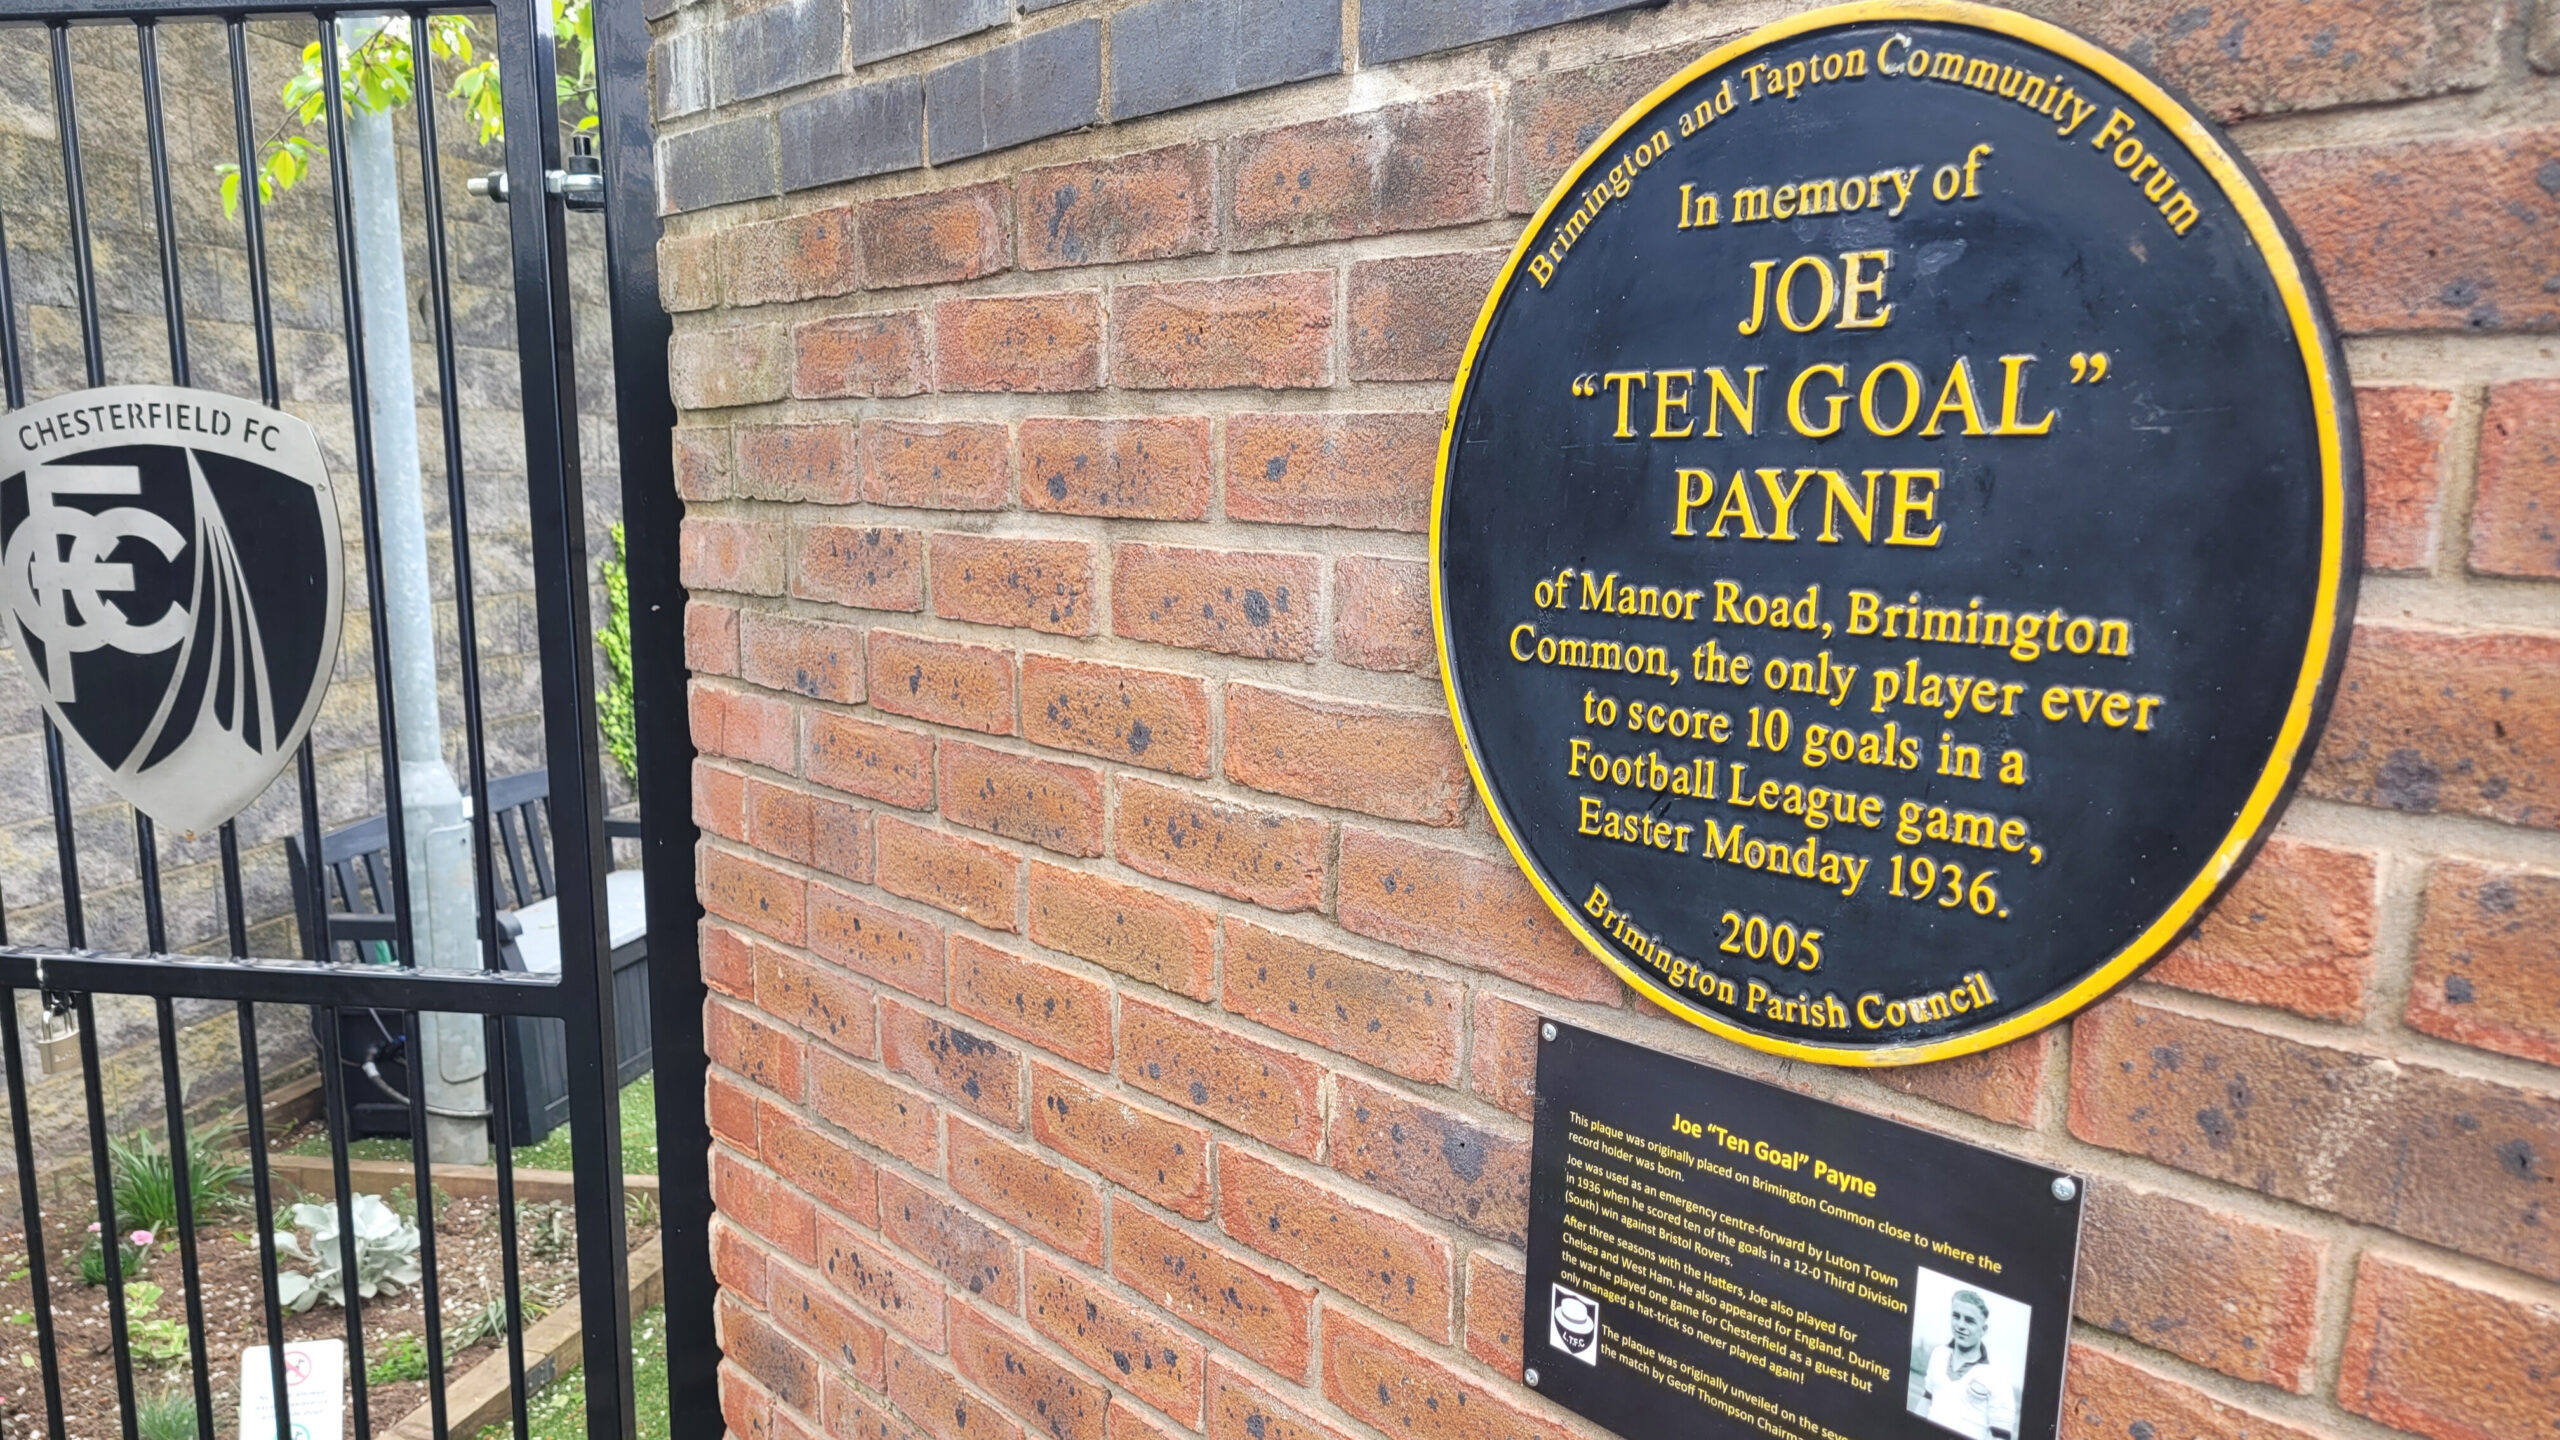 CHESTERFIELD FC
CFC
Brimington and Tapton Community Forum
In memory of
JOE
“TEN GOAL”
PAYNE
of Manor Road, Brimington
Common, the only player ever
to score 10 goals in a
Football League game,
Easter Monday 1936.
2005
Brimington Parish Council
Joe “Ten Goal” Payne
This plaque was originally placed on Brimington Common close to where the
record holder was born.
Joe was used as an emergency centre-forward by Luton Town
in 1936 when he scored ten of the goals in a 12-0 Third Division
(South) win against Bristol Rovers.
After three seasons with the Hatters, Joe also played for
Chelsea and West Ham. He also appeared for England. During
the war he played one game for Chesterfield as a guest but
only managed a hat-trick so never played again!
L.T.F.C
The plaque was originally unveiled on the
the match by Geoff Thompson